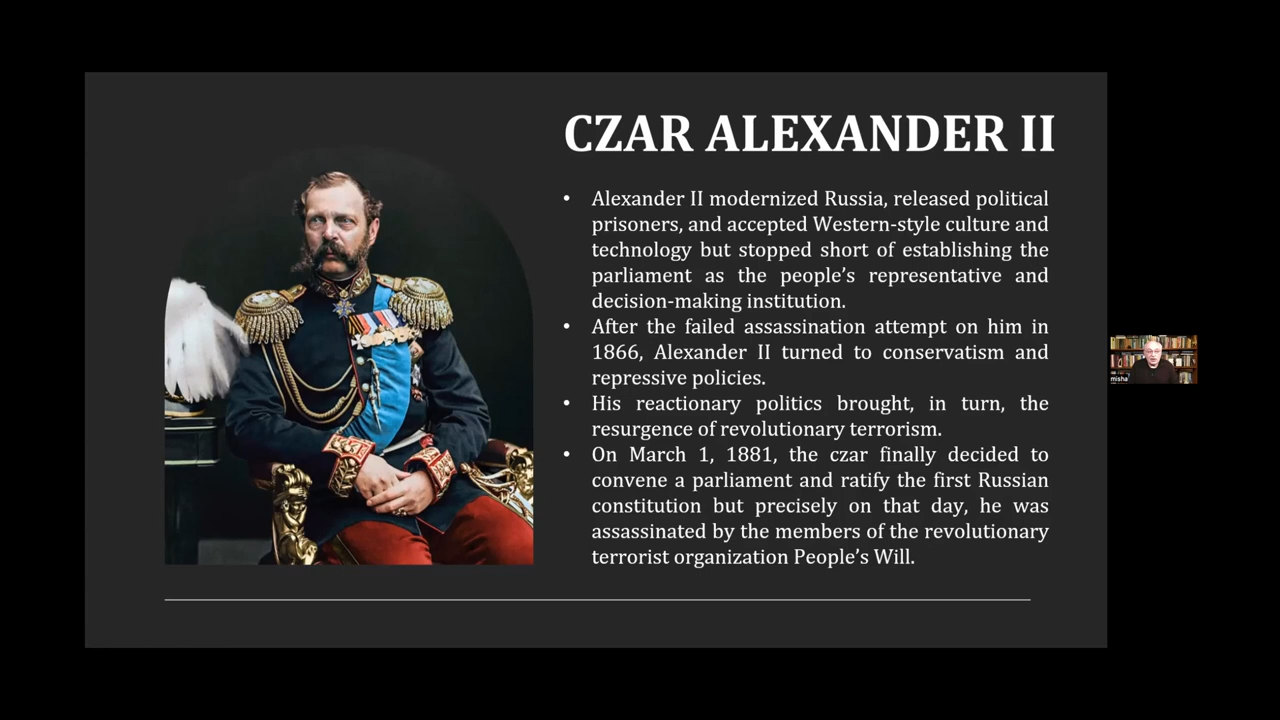 CZAR ALEXANDER II
• Alexander II modernized Russia, released political
prisoners, and accepted Western-style culture and
technology but stopped short of establishing the
parliament as the people's representative and
decision-making institution.
• After the failed assassination attempt on him in
1866, Alexander II turned to conservatism and
repressive policies.
• His reactionary politics brought, in turn, the
resurgence of revolutionary terrorism.
• On March 1, 1881, the czar finally decided to
convene a parliament and ratify the first Russian
constitution but precisely on that day, he was
assassinated by the members of the revolutionary
terrorist organization People's Will.
misha